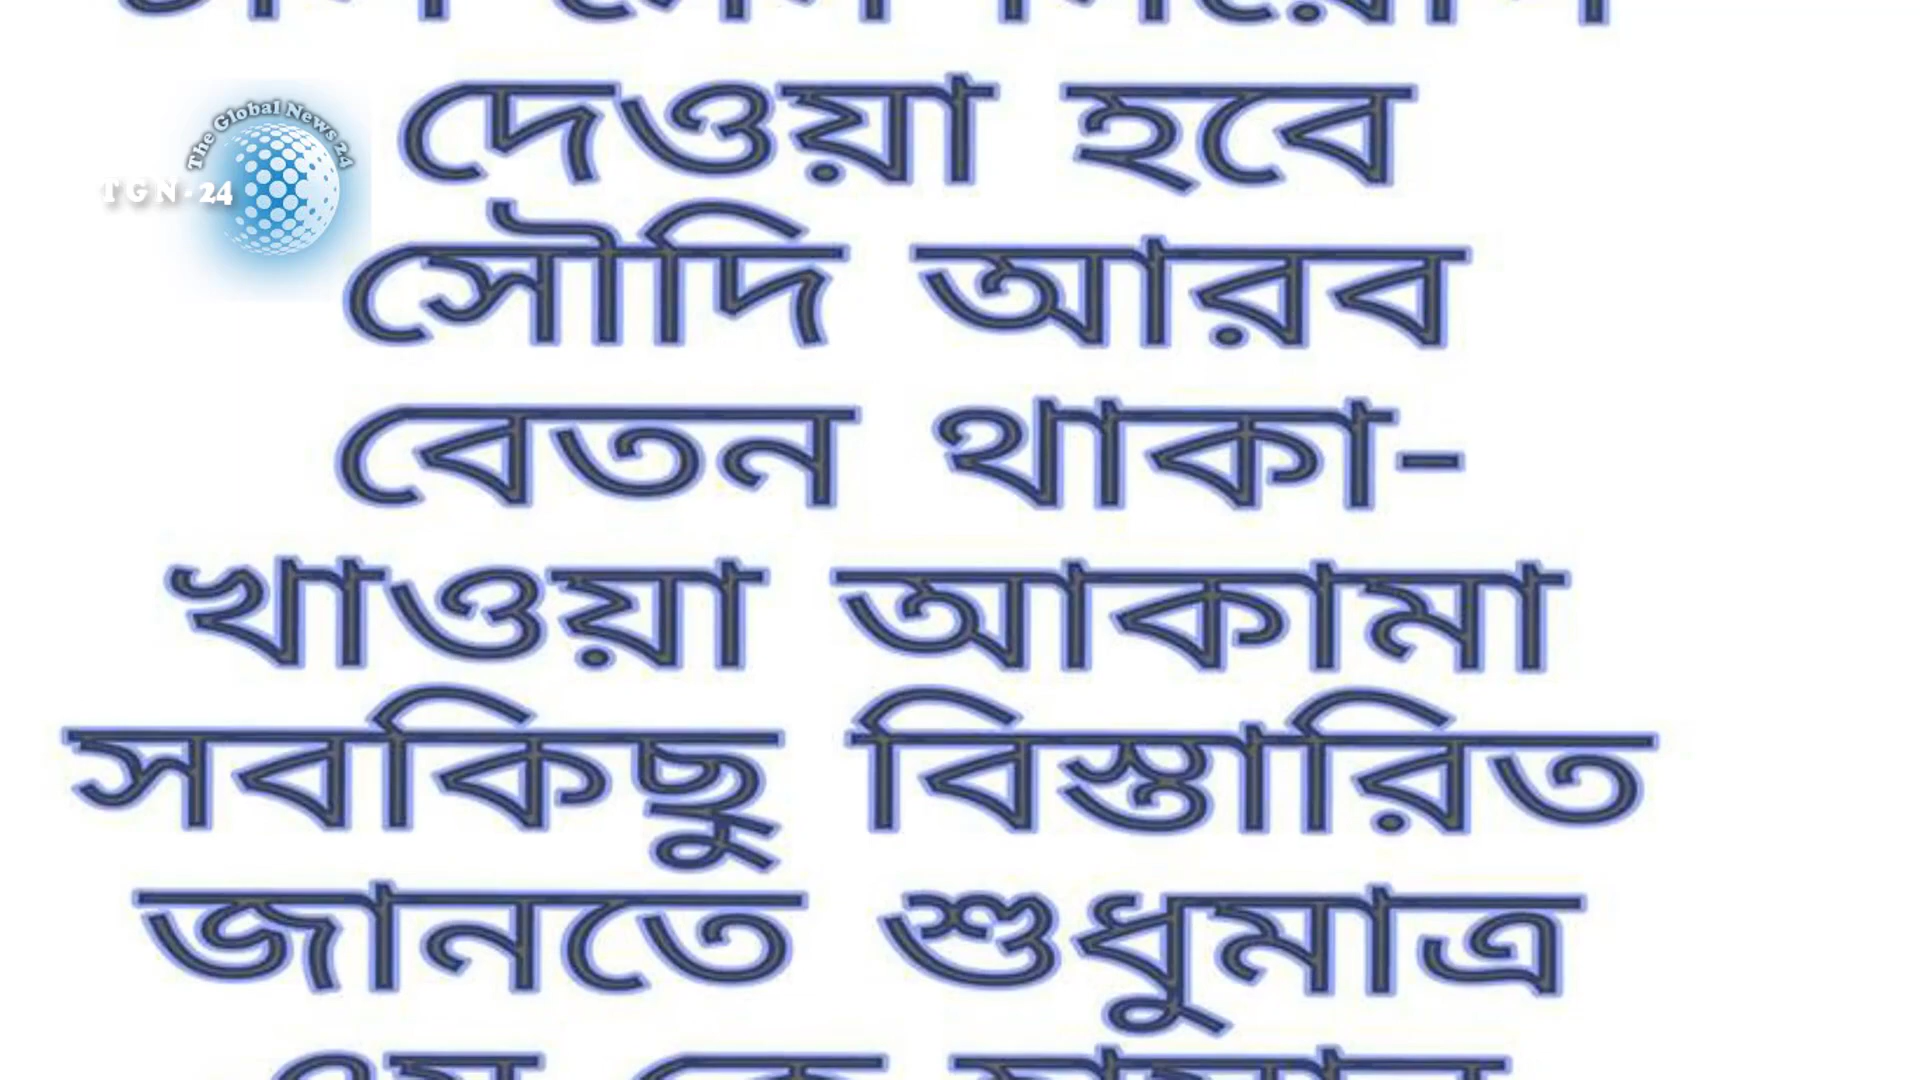 The Global News 24
TGN-24
দেওয়া হবে
সৌদি আরব
বেতন থাকা-
খাওয়া আকামা
সবকিছু বিস্তারিত
জানতে শুধুমাত্র